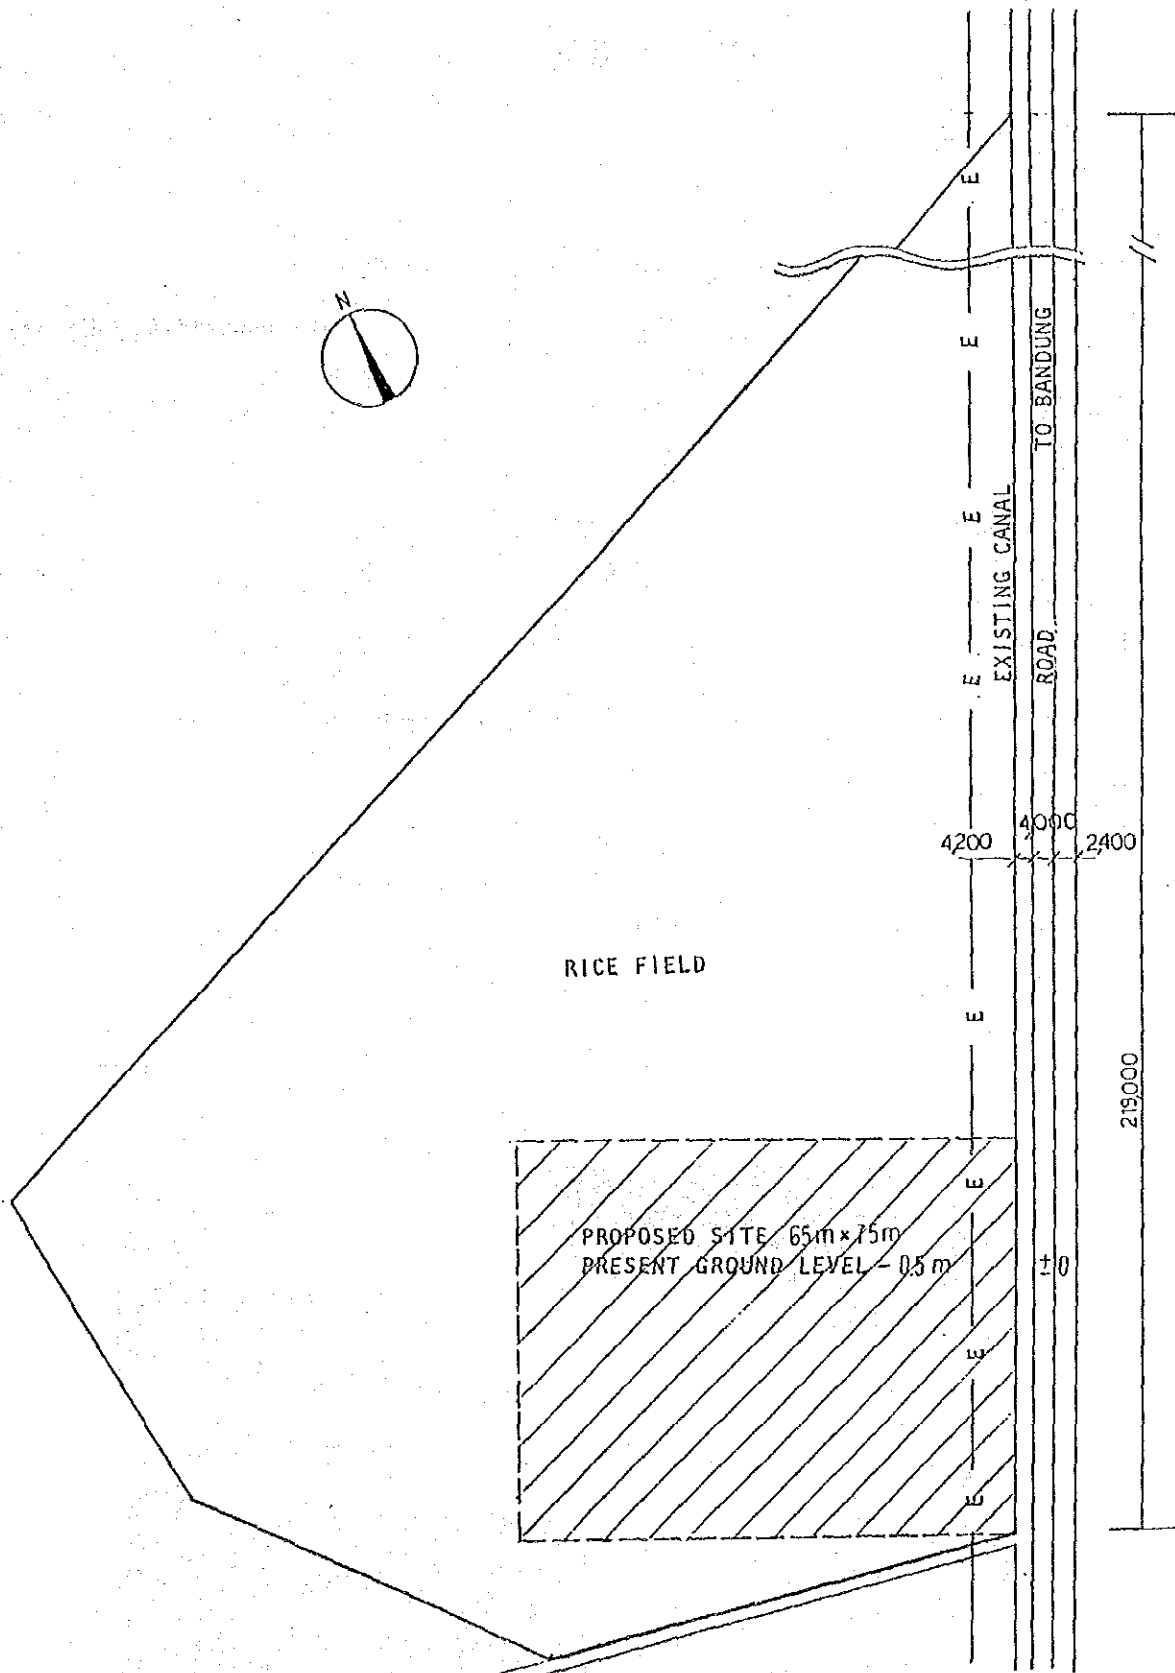 N
E
E
TO BANDUNG
E
EXISTING CANAL
E
ROAD
4,200
4,000
2,400
RICE FIELD
E
219,000
E
PROPOSED SITE 65m×75m
PRESENT GROUND LEVEL - 0.5m
±0
E
E